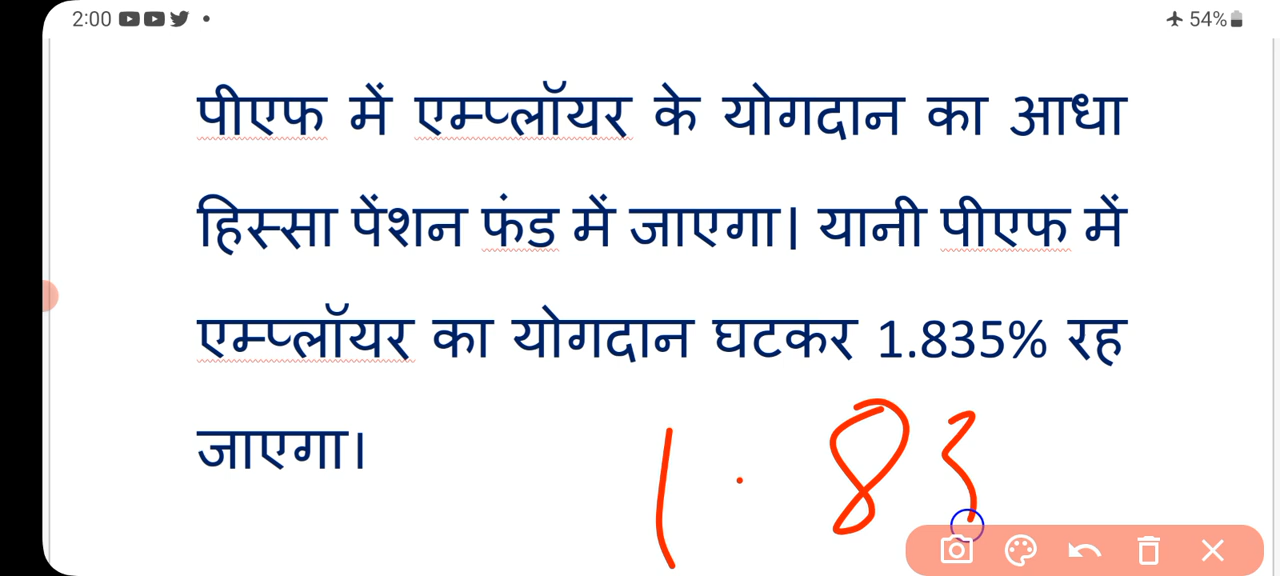 2:00
54%
पीएफ में एम्प्लॉयर के योगदान का आधा
हिस्सा पेंशन फंड में जाएगा। यानी पीएफ में
एम्प्लॉयर का योगदान घटकर 1.835% रह
जाएगा।
1.83